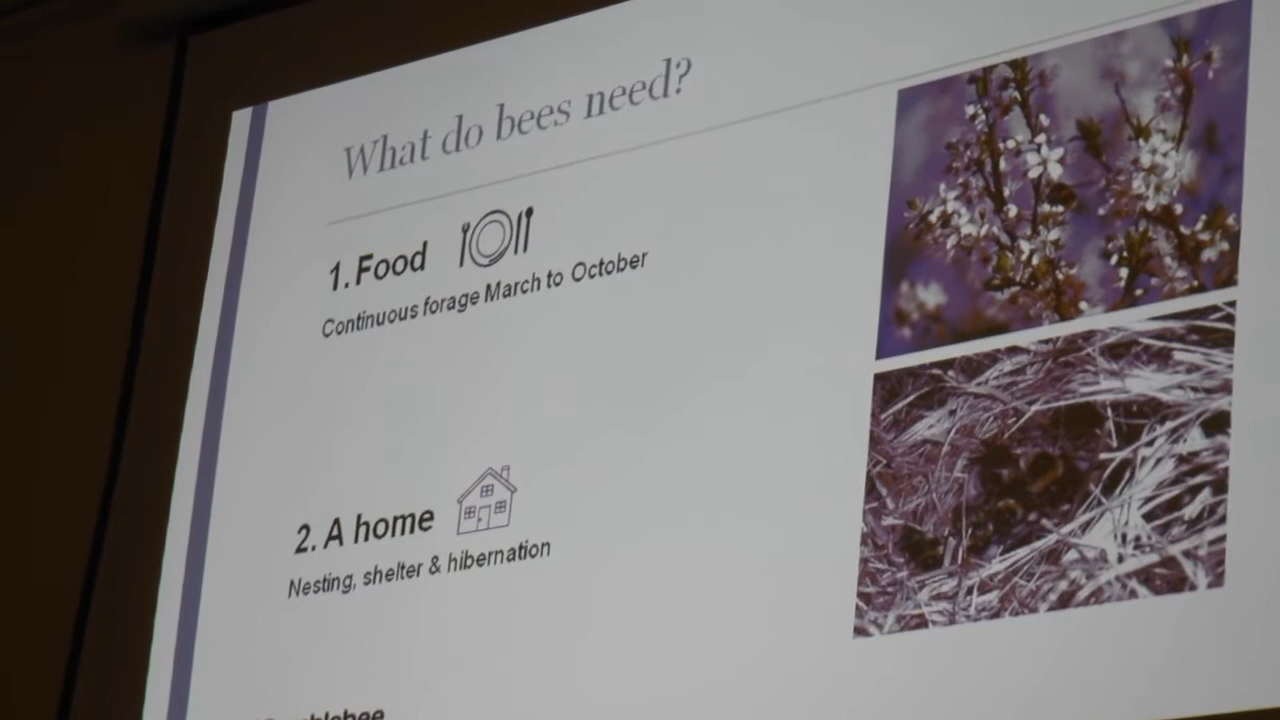 What do bees need?
1. Food
Continuous forage March to October
2. A home
Nesting, shelter & hibernation